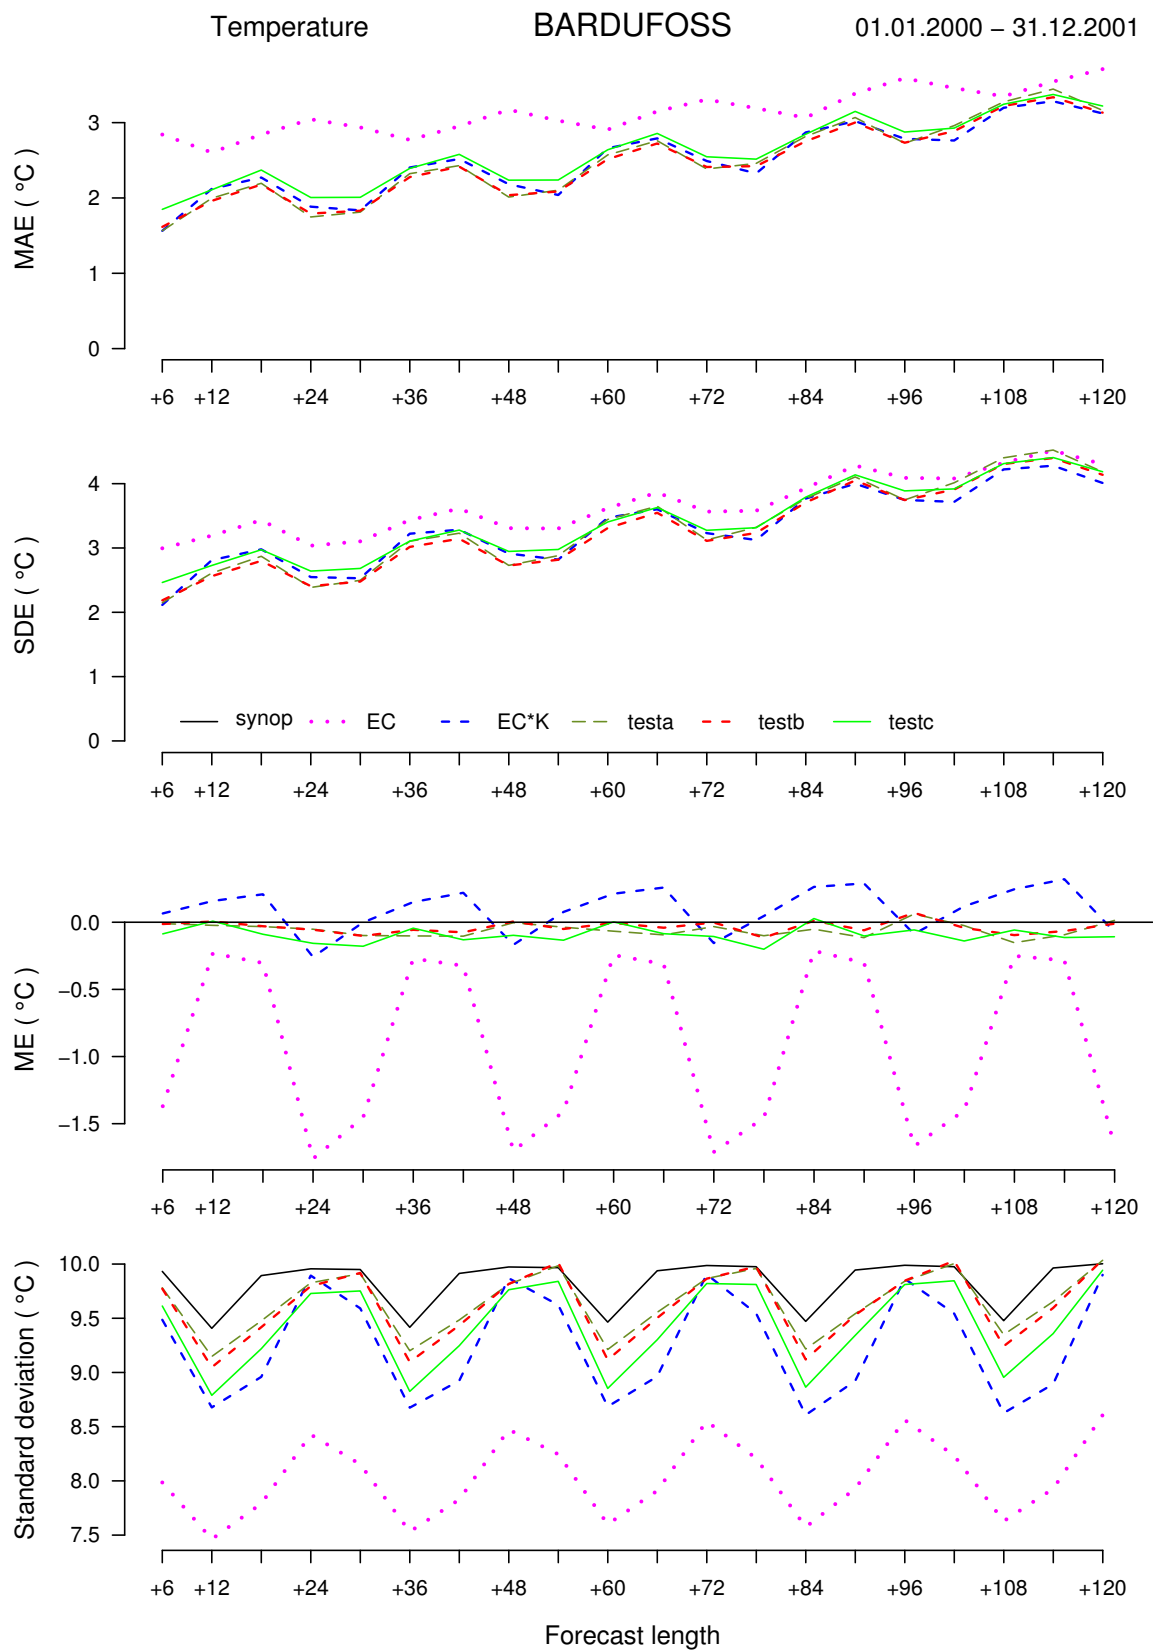 Temperature BARDUFOSS 01.01.2000 – 31.12.2001
MAE ( °C )
3
2
1
0
+6 +12 +24 +36 +48 +60 +72 +84 +96 +108 +120
SDE ( °C )
4
3
2
1
0
synop EC EC*K testa testb testc
+6 +12 +24 +36 +48 +60 +72 +84 +96 +108 +120
ME ( °C )
0.0
−0.5
−1.0
−1.5
+6 +12 +24 +36 +48 +60 +72 +84 +96 +108 +120
Standard deviation ( °C )
10.0
9.5
9.0
8.5
8.0
7.5
+6 +12 +24 +36 +48 +60 +72 +84 +96 +108 +120
Forecast length